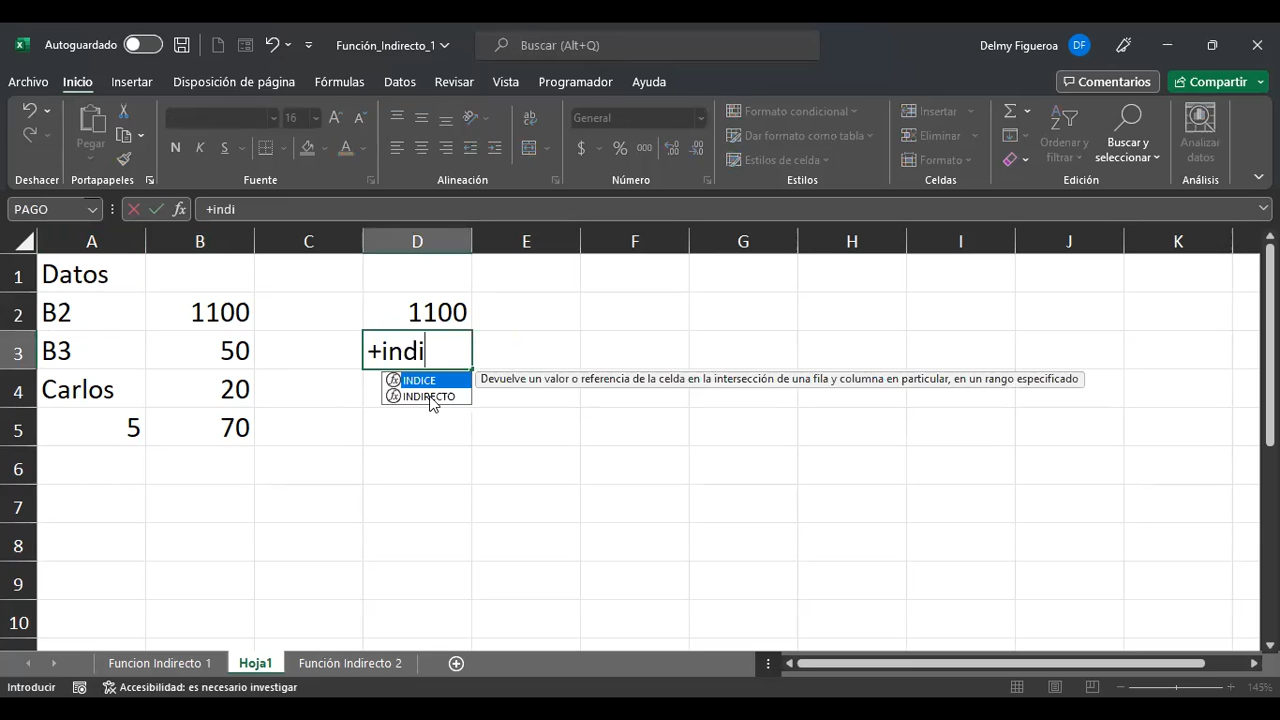 Autoguardado
Función_Indirecto_1
Buscar (Alt+Q)
Delmy Figueroa
DF
Archivo Inicio Insertar Disposición de página Fórmulas Datos Revisar Vista Programador Ayuda
Comentarios
Compartir
Pegar
16
N K S
General
$ % 000
Formato condicional
Dar formato como tabla
Estilos de celda
Insertar
Eliminar
Formato
Ordenar y filtrar
Buscar y seleccionar
Analizar datos
Deshacer Portapapeles Fuente Alineación Número Estilos Celdas Edición Análisis
PAGO
fx
+indi
A B C D E F G H I J K
1 Datos
2 B2 1100 1100
3 B3 50 +indi
4 Carlos 20
INDICE
Devuelve un valor o referencia de la celda en la intersección de una fila y columna en particular, en un rango especificado
INDIRECTO
5 5 70
6
7
8
9
10
Funcion Indirecto 1 Hoja1 Función Indirecto 2
Introducir
Accesibilidad: es necesario investigar
145%